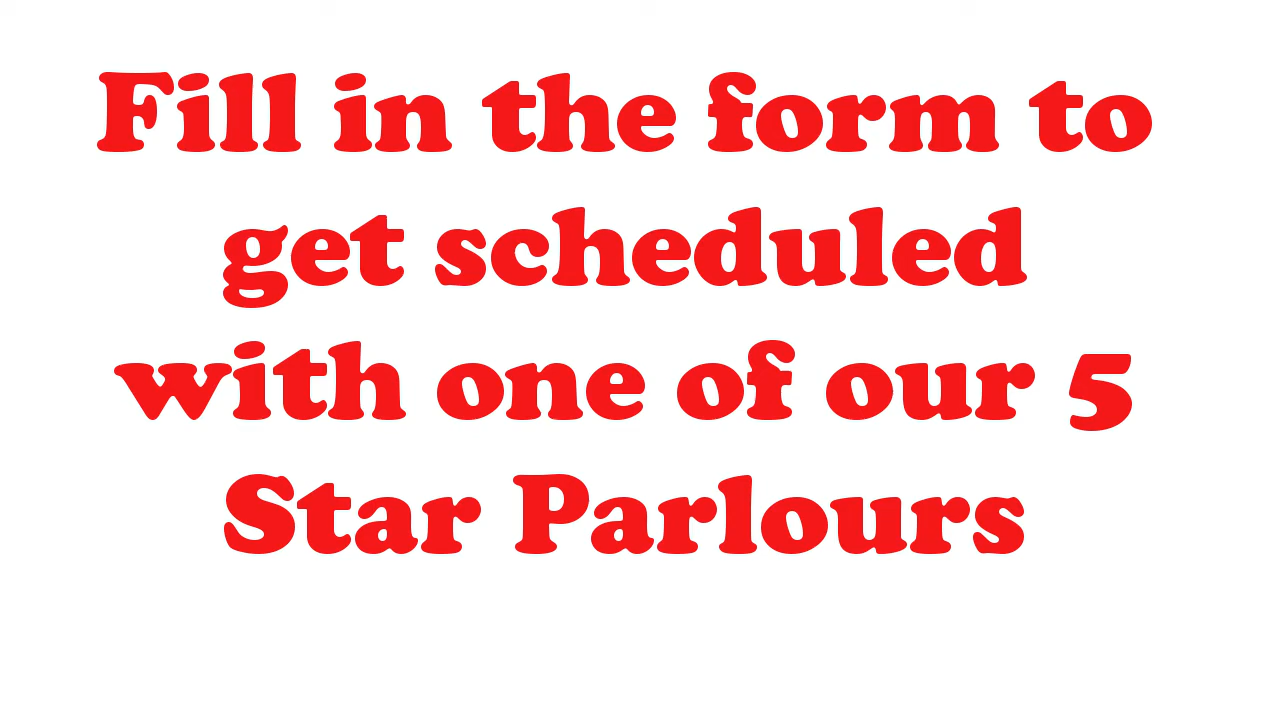 Fill in the form to
get scheduled
with one of our 5
Star Parlours